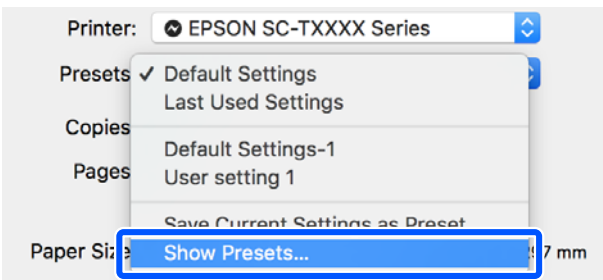 Printer: EPSON SC-TXXXX Series
Presets ✓ Default Settings
Last Used Settings
Copies
Default Settings-1
Pages User setting 1
Save Current Settings as Preset
Paper Size Show Presets... 7 mm